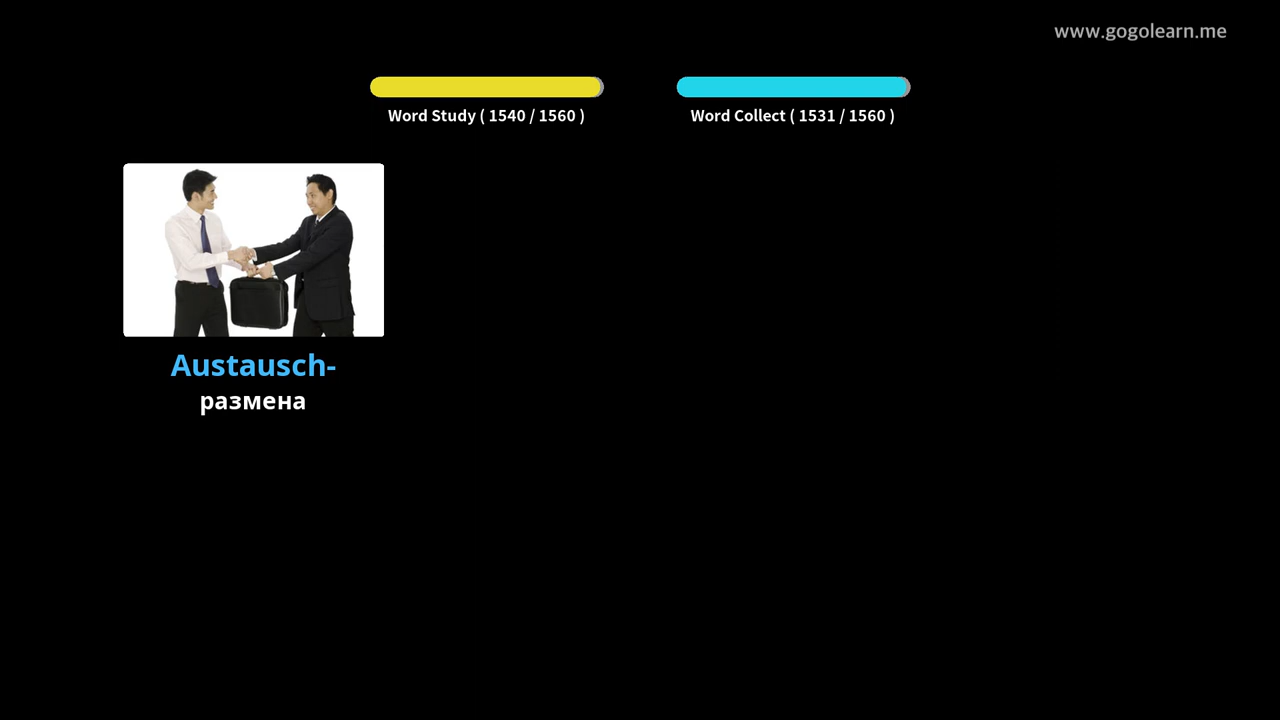 www.gogolearn.me
Word Study ( 1540 / 1560 )
Word Collect ( 1531 / 1560 )
Austausch-
размена